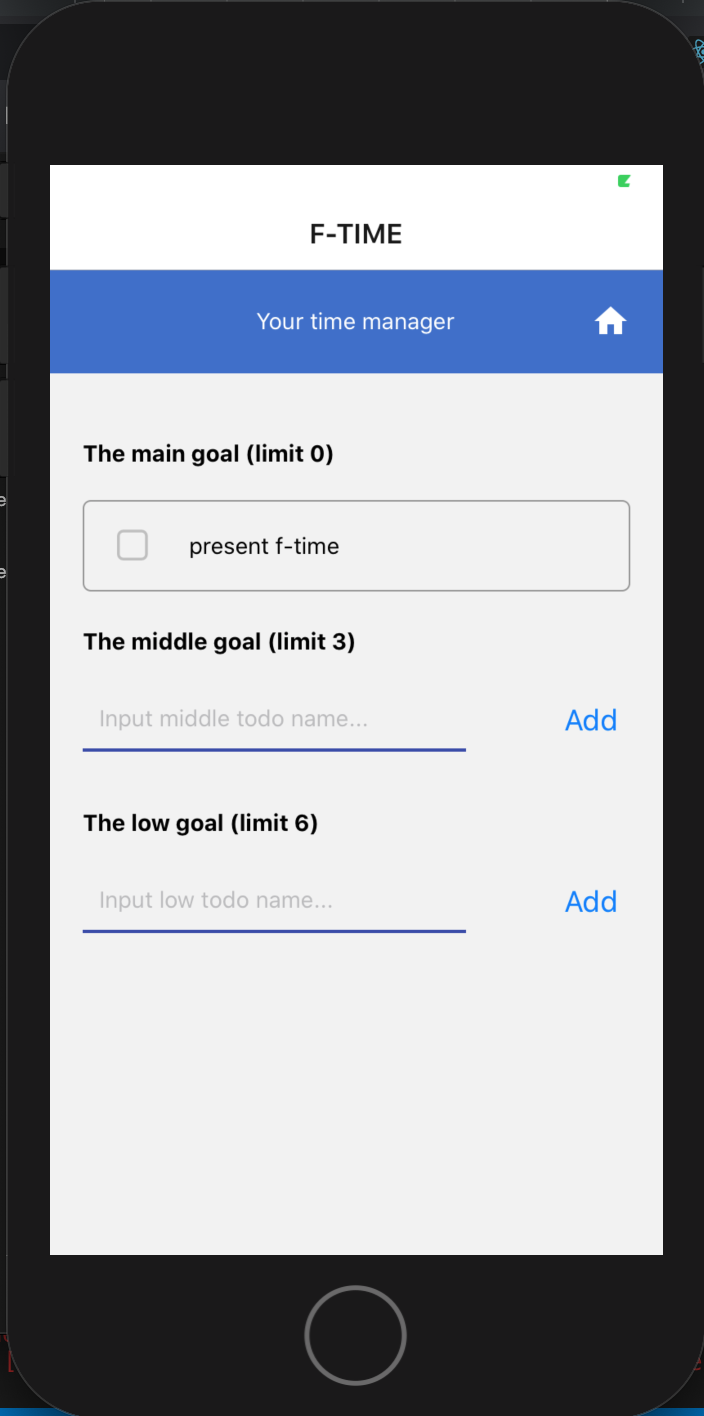 F-TIME
Your time manager
The main goal (limit 0)
present f-time
The middle goal (limit 3)
Input middle todo name...
Add
The low goal (limit 6)
Input low todo name...
Add